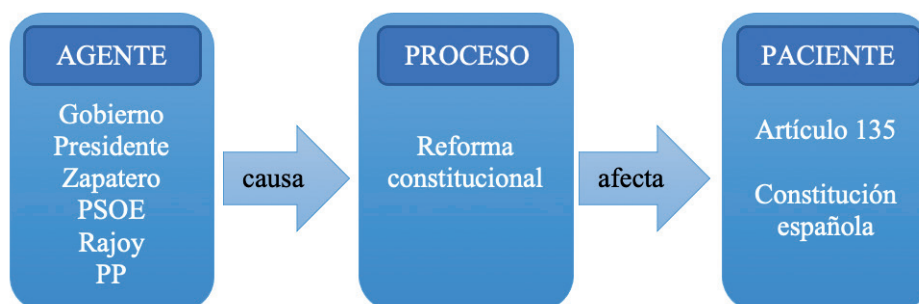 AGENTE
Gobierno
Presidente
Zapatero
PSOE
Rajoy
PP
causa
PROCESO
Reforma
constitucional
afecta
PACIENTE
Artículo 135
Constitución
española